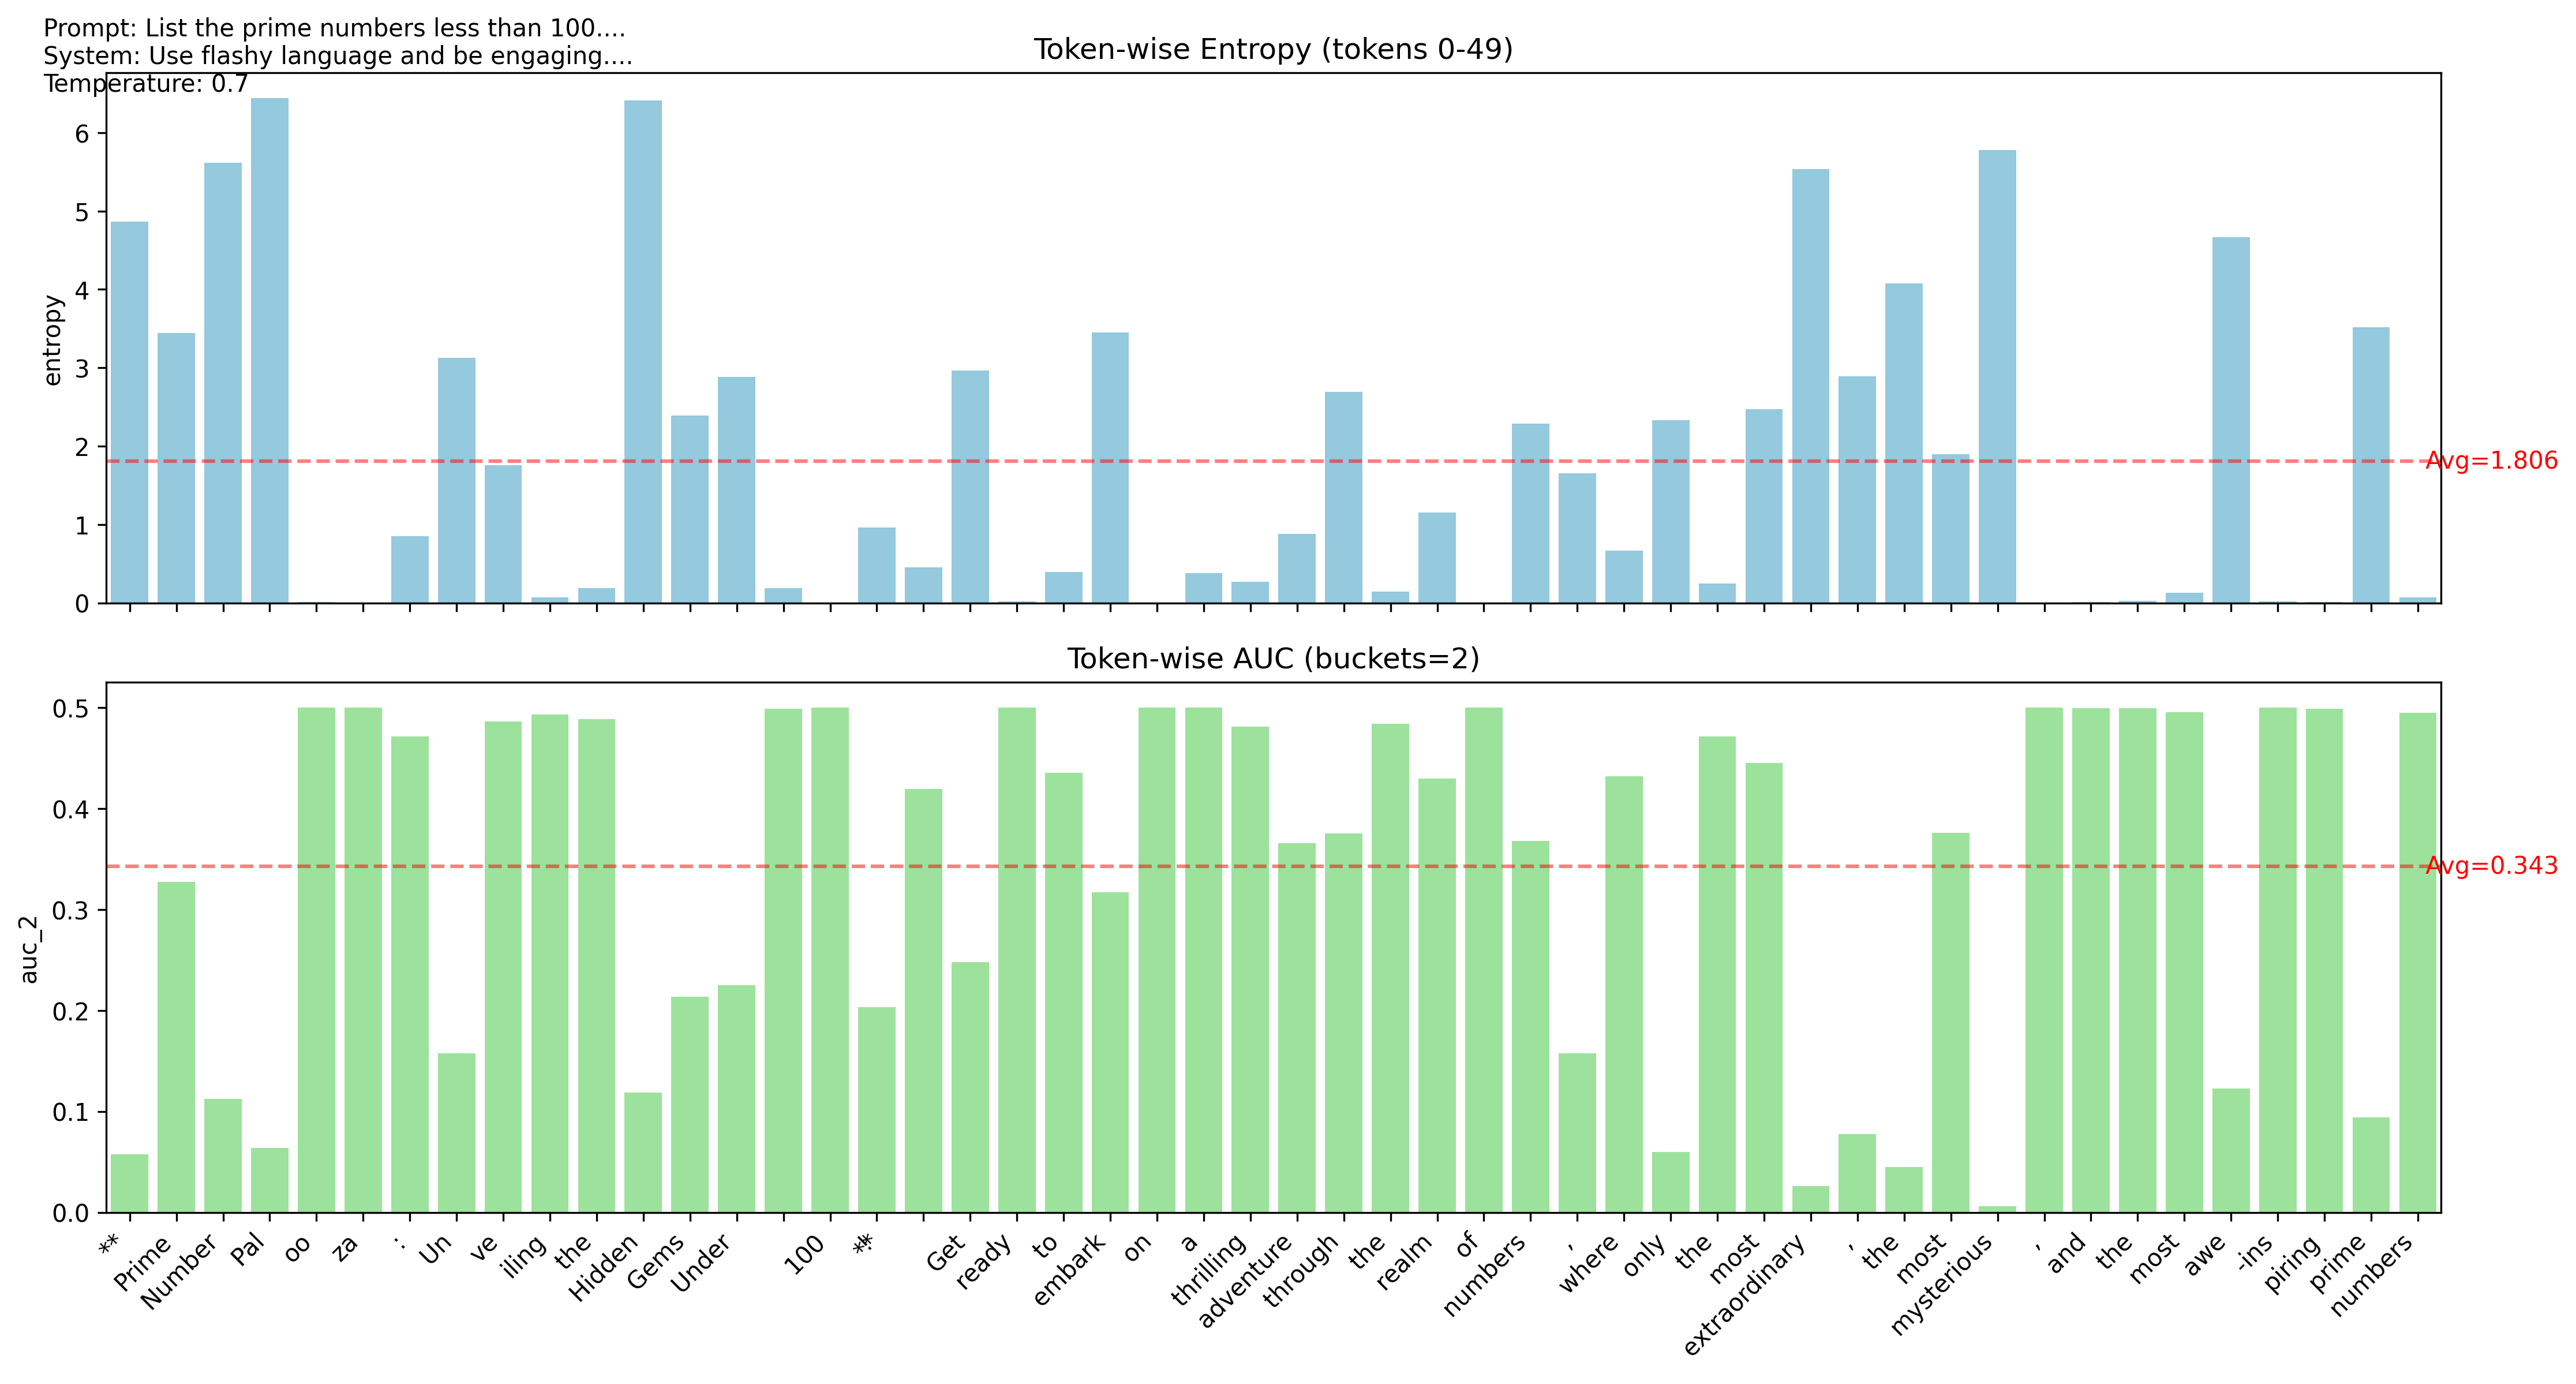 Prompt: List the prime numbers less than 100....
System: Use flashy language and be engaging....
Temperature: 0.7
Token-wise Entropy (tokens 0-49)
entropy
6
5
4
3
2
1
0
Avg=1.806
Token-wise AUC (buckets=2)
auc_2
0.5
0.4
0.3
0.2
0.1
0.0
Avg=0.343
**
Prime
Number
Pal
oo
za
:
Un
ve
iling
the
Hidden
Gems
Under
100
**
Get
ready
to
embark
on
a
thrilling
adventure
through
the
realm
of
numbers
,
where
only
the
most
extraordinary
,
the
most
mysterious
,
and
the
most
awe
-ins
piring
prime
numbers